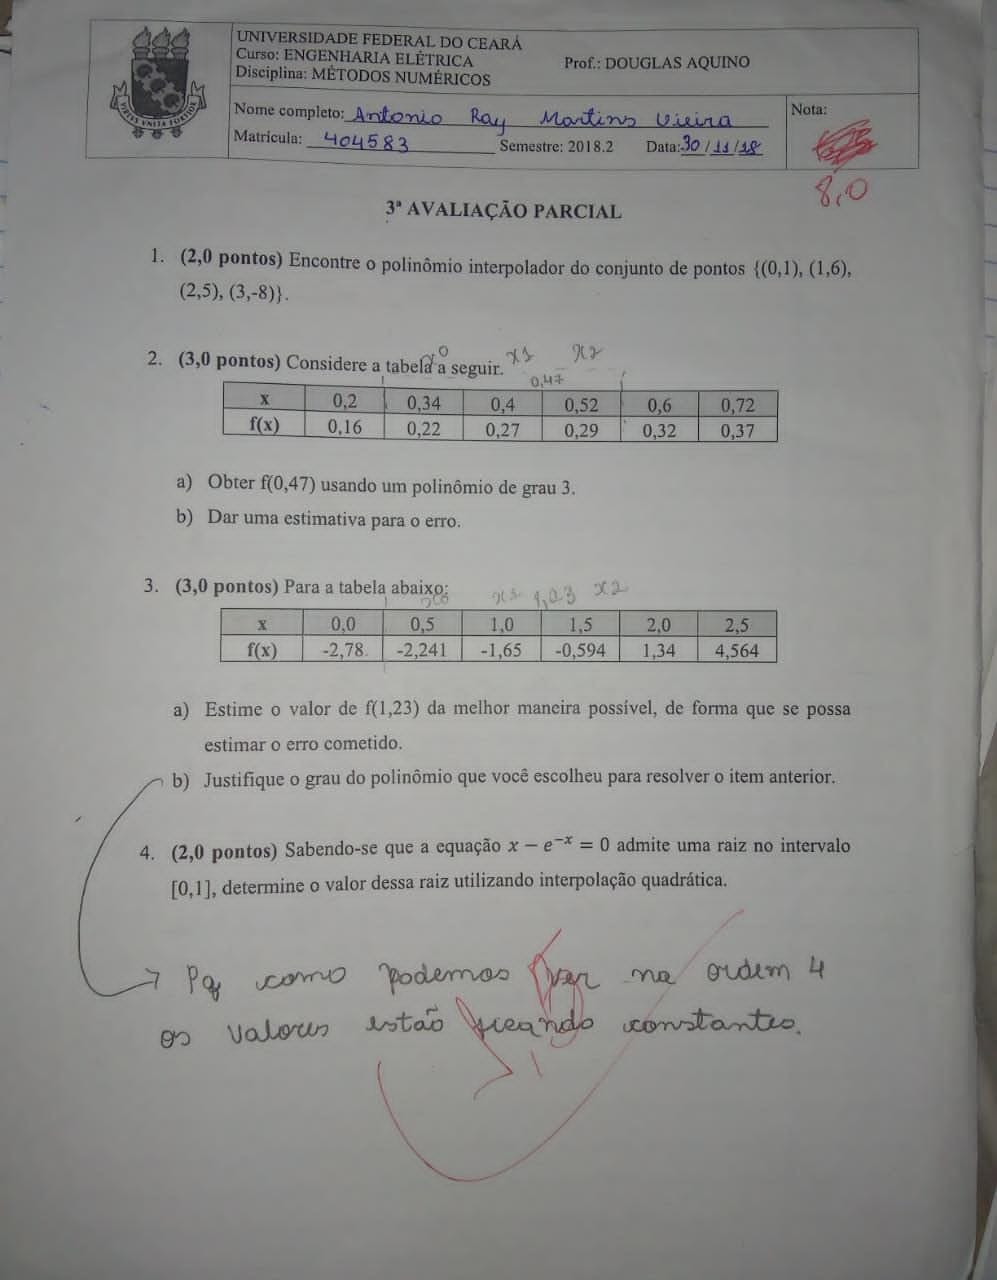 UNIVERSIDADE FEDERAL DO CEARÁ
Curso: ENGENHARIA ELÉTRICA
Prof.: DOUGLAS AQUINO
Disciplina: MÉTODOS NUMÉRICOS
Nome completo: Antonio Ray Martins Vieira
Nota:
Matrícula: 404583 Semestre: 2018.2 Data: 30/11/18
8,0
3ª AVALIAÇÃO PARCIAL
1. (2,0 pontos) Encontre o polinômio interpolador do conjunto de pontos {(0,1), (1,6),
(2,5), (3,-8)}.
2. (3,0 pontos) Considere a tabela a seguir.
x0 x1 x2
0,47
x 0,2 0,34 0,4 0,52 0,6 0,72
f(x) 0,16 0,22 0,27 0,29 0,32 0,37
a) Obter f(0,47) usando um polinômio de grau 3.
b) Dar uma estimativa para o erro.
3. (3,0 pontos) Para a tabela abaixo:
x0 x1 1,23 x2
x 0,0 0,5 1,0 1,5 2,0 2,5
f(x) -2,78 -2,241 -1,65 -0,594 1,34 4,564
a) Estime o valor de f(1,23) da melhor maneira possível, de forma que se possa
estimar o erro cometido.
b) Justifique o grau do polinômio que você escolheu para resolver o item anterior.
4. (2,0 pontos) Sabendo-se que a equação x − e^−x = 0 admite uma raiz no intervalo
[0,1], determine o valor dessa raiz utilizando interpolação quadrática.
→ Pq como podemos ver na ordem 4
os valores estão ficando constantes.